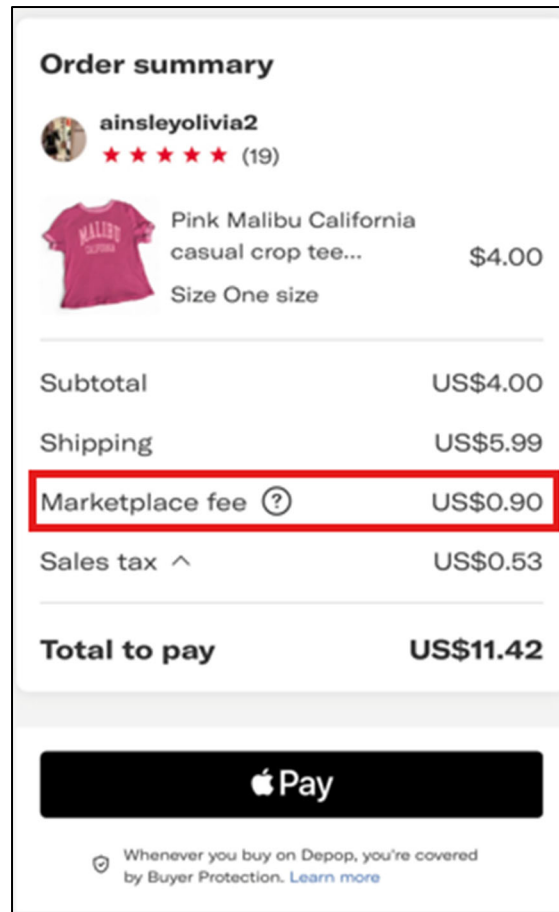 Order summary
ainsleyolivia2
★ ★ ★ ★ ★ (19)
MALIBU
CALIFORNIA
Pink Malibu California
casual crop tee...
$4.00
Size One size
Subtotal US$4.00
Shipping US$5.99
Marketplace fee ? US$0.90
Sales tax US$0.53
Total to pay US$11.42
Pay
Whenever you buy on Depop, you're covered
by Buyer Protection. Learn more